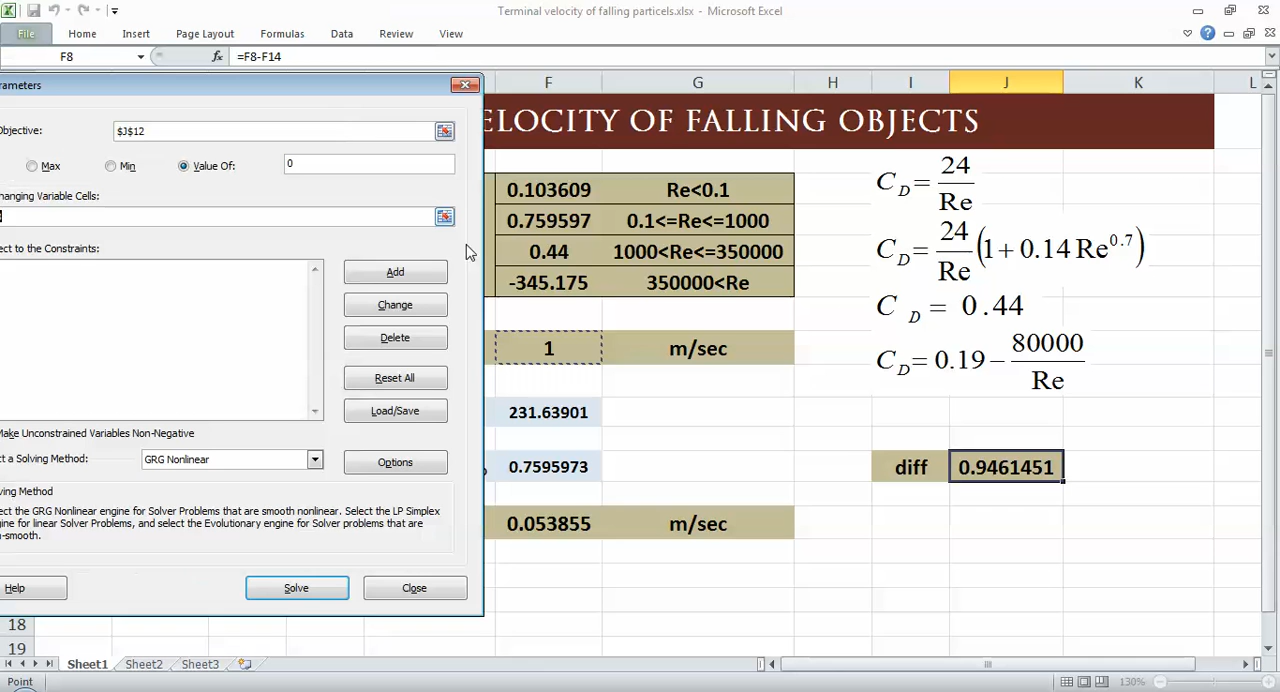 Terminal velocity of falling particels.xlsx - Microsoft Excel
File Home Insert Page Layout Formulas Data Review View
F8 fx =F8-F14
F G H I J K L
ELOCITY OF FALLING OBJECTS
arameters
Objective: $J$12
Max Min Value Of: 0
hanging Variable Cells:
ect to the Constraints:
Add
Change
Delete
Reset All
Load/Save
Make Unconstrained Variables Non-Negative
ct a Solving Method: GRG Nonlinear Options
ving Method
ect the GRG Nonlinear engine for Solver Problems that are smooth nonlinear. Select the LP Simplex
gine for linear Solver Problems, and select the Evolutionary engine for Solver problems that are
n-smooth.
Help Solve Close
0.103609 Re<0.1
0.759597 0.1<=Re<=1000
0.44 1000<Re<=350000
-345.175 350000<Re
1 m/sec
231.63901
0.7595973
0.053855 m/sec
C_D = 24/Re
C_D = 24/Re (1+0.14 Re^0.7)
C_D = 0.44
C_D = 0.19 − 80000/Re
diff 0.9461451
18
19
Sheet1 Sheet2 Sheet3
Point 130%